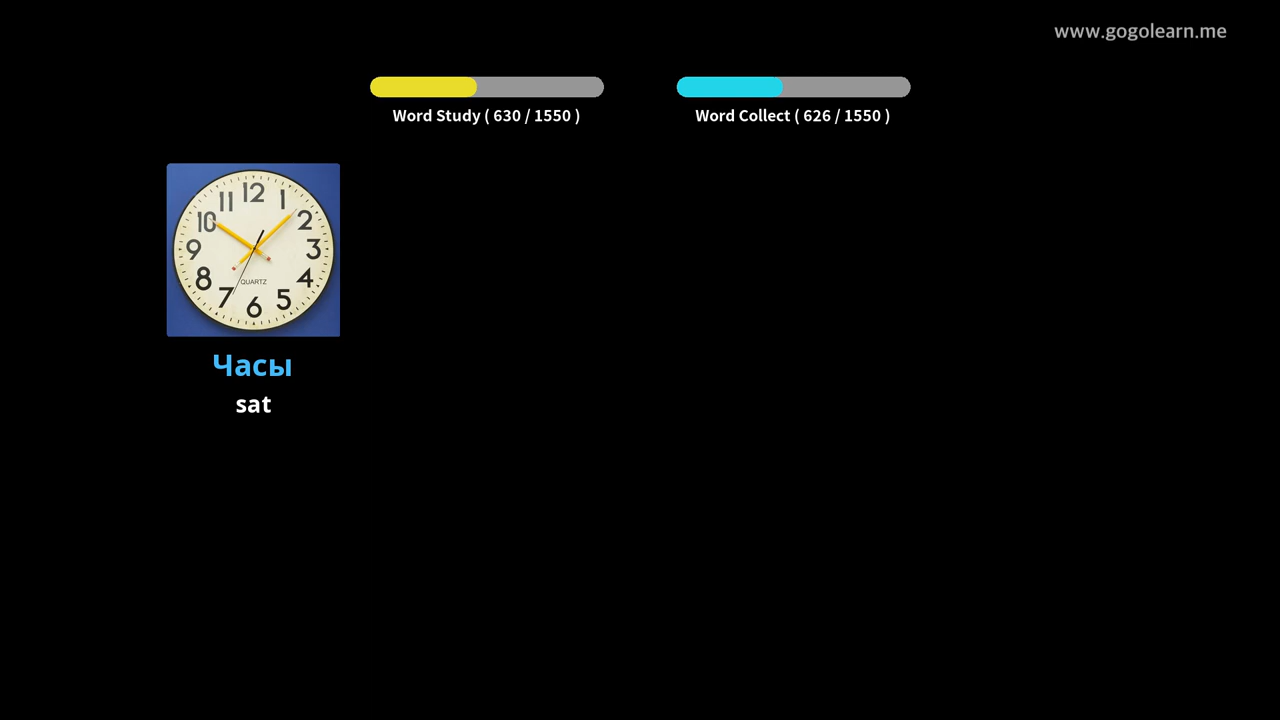 www.gogolearn.me
Word Study ( 630 / 1550 )
Word Collect ( 626 / 1550 )
12
11
1
10
2
9
3
8
4
QUARTZ
7
5
6
Часы
sat